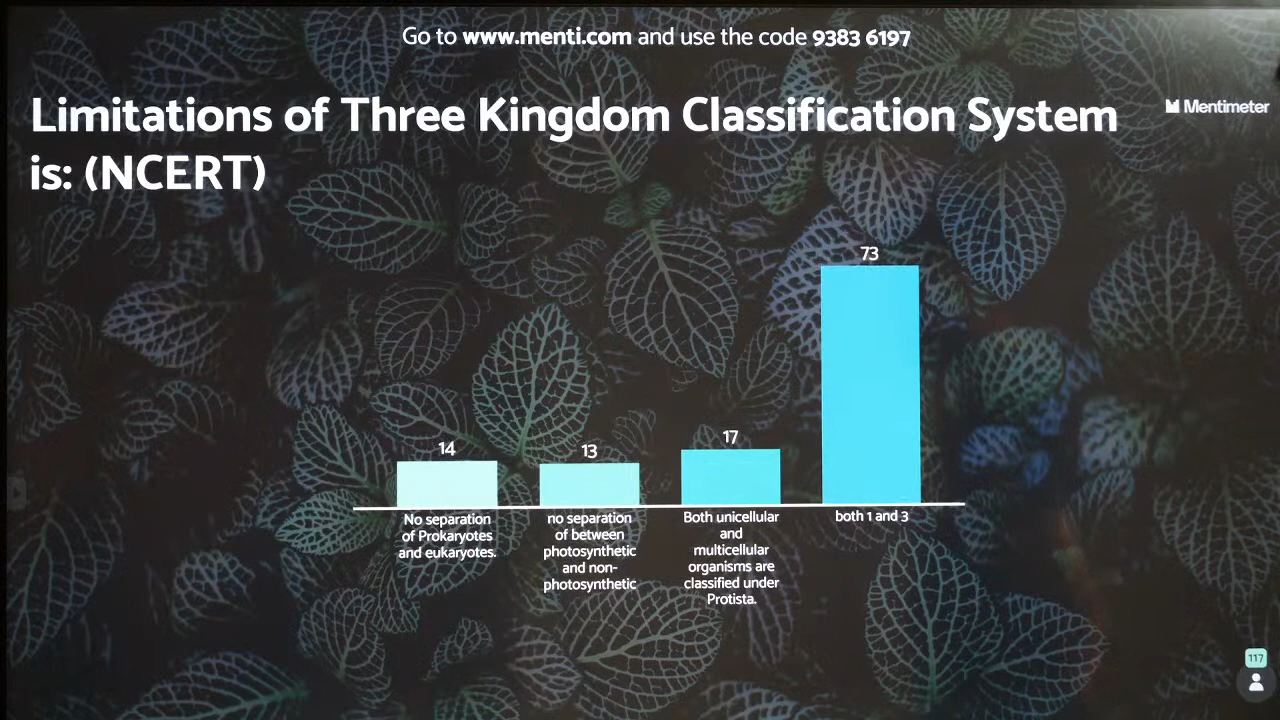 Go to www.menti.com and use the code 9383 6197
Limitations of Three Kingdom Classification System
is: (NCERT)
Mentimeter
73
14
13
17
No separation
of Prokaryotes
and eukaryotes.
no separation
of between
photosynthetic
and non-
photosynthetic
Both unicellular
and
multicellular
organisms are
classified under
Protista.
both 1 and 3
117